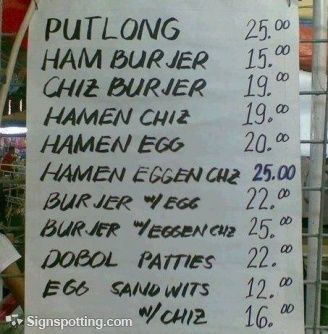 PUTLONG 25.00
HAM BURJER 15.00
CHIZ BURJER 19.00
HAMEN CHIZ 19.00
HAMEN EGG 20.00
HAMEN EGGEN CHZ 25.00
BURJER W/EGG 22.00
BURJER W/EGGEN CHZ 25.00
DOBOL PATTIES 22.00
EGG SANDWITS 12.00
W/CHIZ 16.00
Signspotting.com